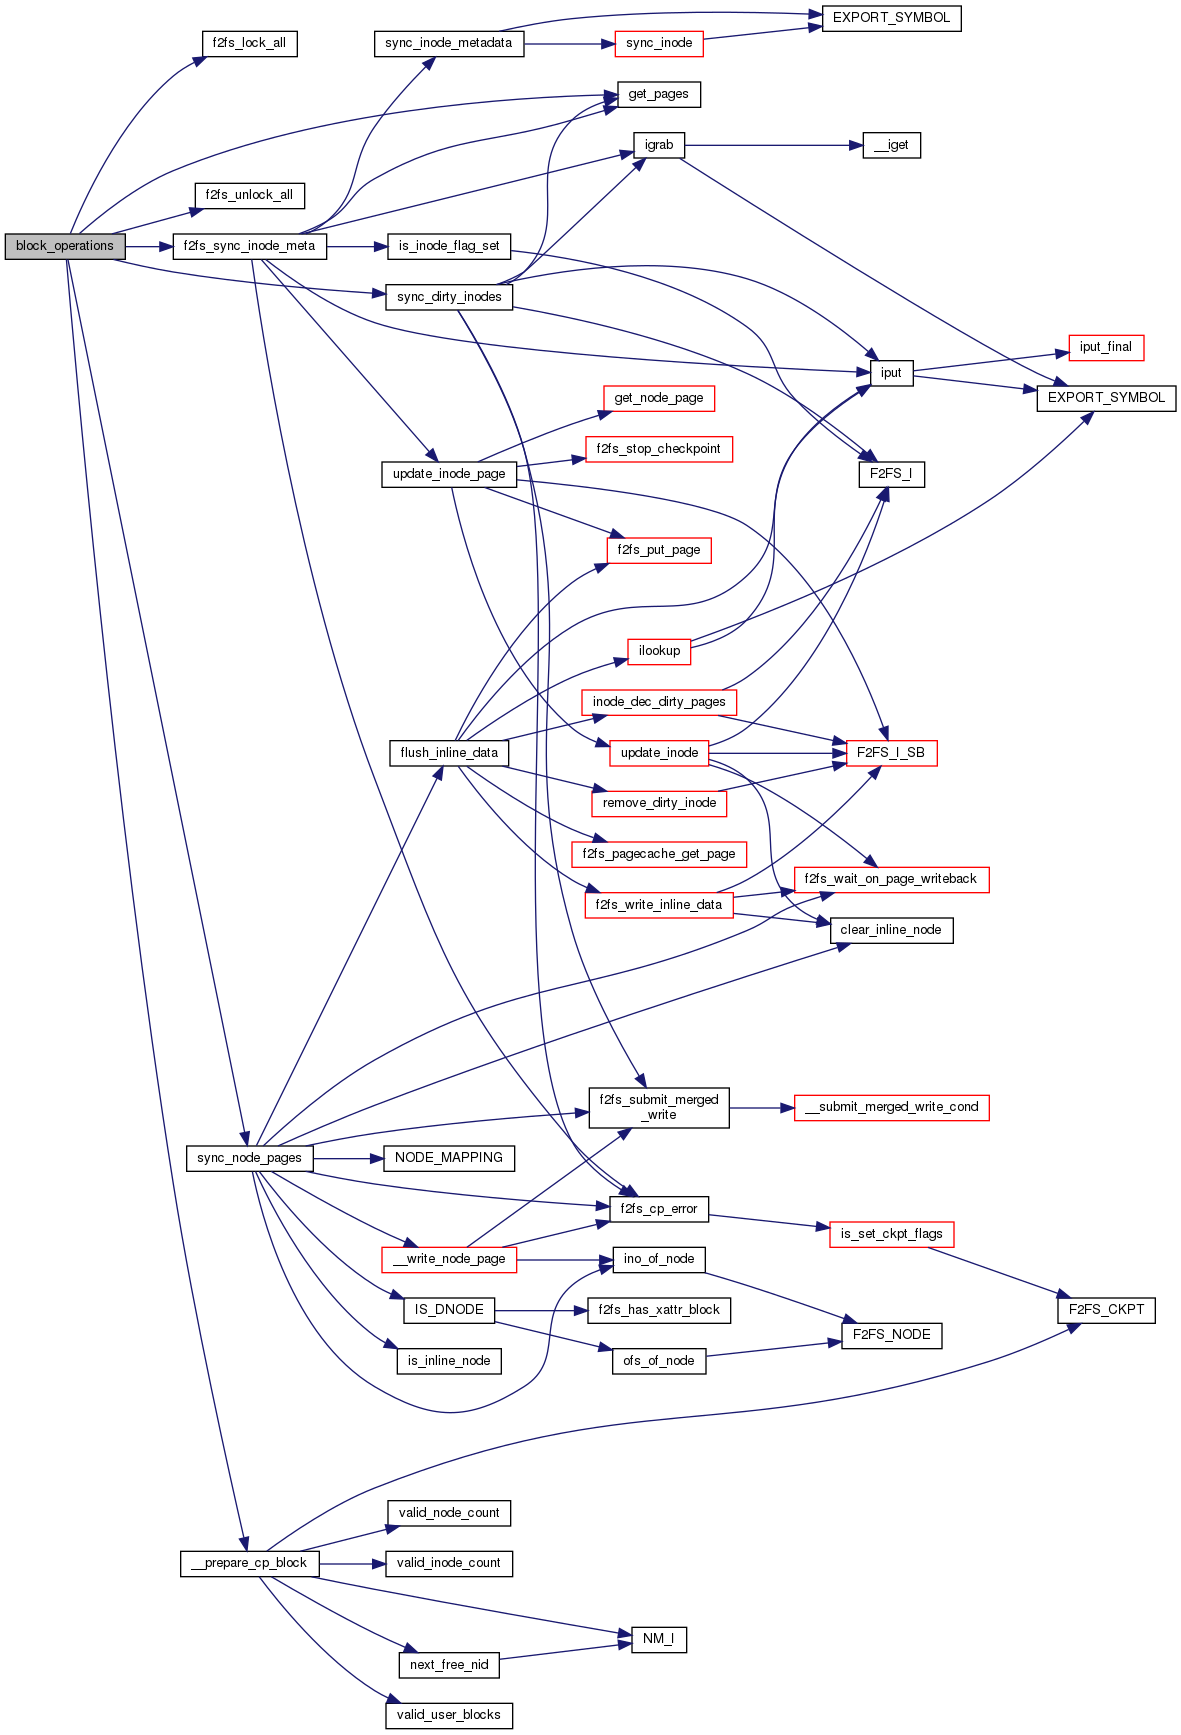 EXPORT_SYMBOL
f2fs_lock_all
sync_inode_metadata
sync_inode
get_pages
igrab
__iget
f2fs_unlock_all
block_operations
f2fs_sync_inode_meta
is_inode_flag_set
sync_dirty_inodes
iput_final
iput
get_node_page
EXPORT_SYMBOL
f2fs_stop_checkpoint
update_inode_page
F2FS_I
f2fs_put_page
ilookup
inode_dec_dirty_pages
flush_inline_data
update_inode
F2FS_I_SB
remove_dirty_inode
f2fs_pagecache_get_page
f2fs_wait_on_page_writeback
f2fs_write_inline_data
clear_inline_node
f2fs_submit_merged
_write
__submit_merged_write_cond
sync_node_pages
NODE_MAPPING
f2fs_cp_error
is_set_ckpt_flags
__write_node_page
ino_of_node
IS_DNODE
f2fs_has_xattr_block
F2FS_CKPT
F2FS_NODE
is_inline_node
ofs_of_node
valid_node_count
__prepare_cp_block
valid_inode_count
NM_I
next_free_nid
valid_user_blocks